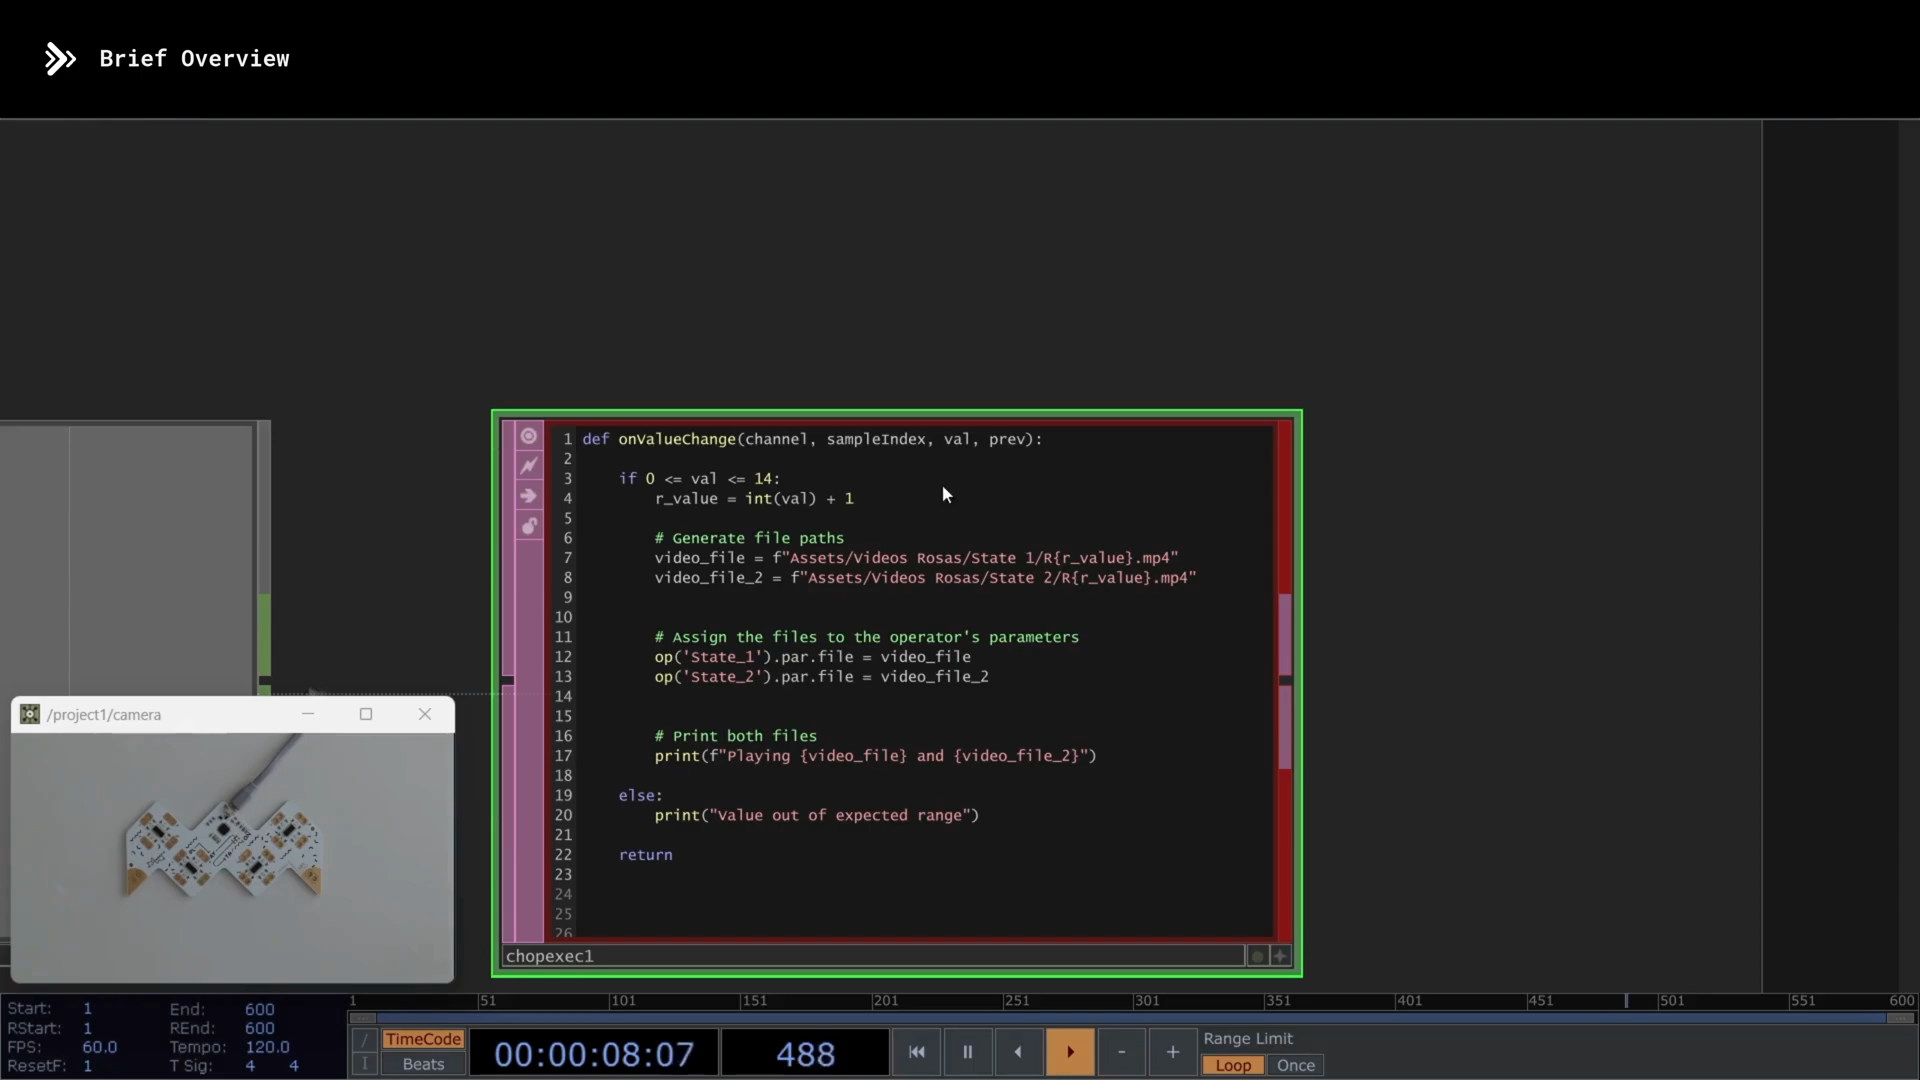 Brief Overview
1 def onValueChange(channel, sampleIndex, val, prev):
2
3 if 0 <= val <= 14:
4 r_value = int(val) + 1
5
6 # Generate file paths
7 video_file = f"Assets/Videos Rosas/State 1/R{r_value}.mp4"
8 video_file_2 = f"Assets/Videos Rosas/State 2/R{r_value}.mp4"
9
10
11 # Assign the files to the operator's parameters
12 op('State_1').par.file = video_file
13 op('State_2').par.file = video_file_2
14
15
16 # Print both files
17 print(f"Playing {video_file} and {video_file_2}")
18
19 else:
20 print("Value out of expected range")
21
22 return
23
24
25
26
chopexec1
/project1/camera
Start: 1 End: 600
RStart: 1 REnd: 600
FPS: 60.0 Tempo: 120.0
ResetF: 1 T Sig: 4 4
1 51 101 151 201 251 301 351 401 451 501 551 600
TimeCode
Beats
00:00:08:07
488
- +
Range Limit
Loop Once